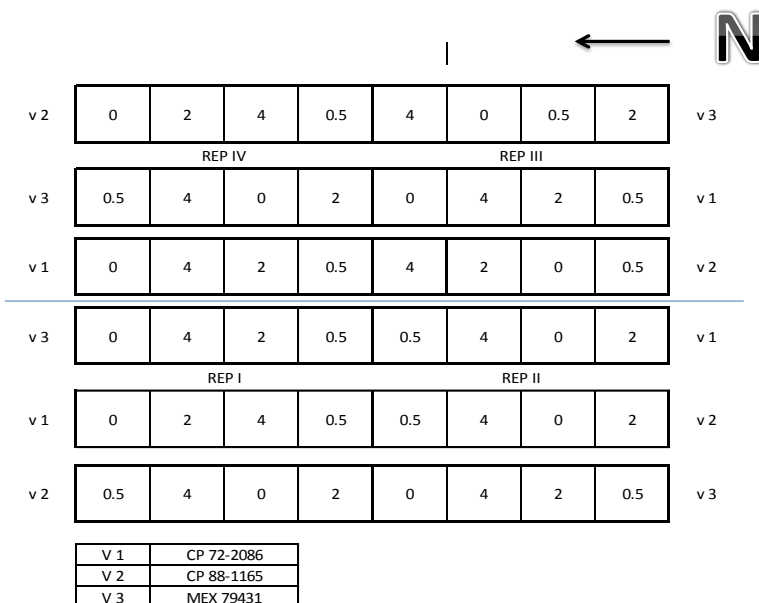 N
v 2 0 2 4 0.5 4 0 0.5 2 v 3
REP IV REP III
v 3 0.5 4 0 2 0 4 2 0.5 v 1
v 1 0 4 2 0.5 4 2 0 0.5 v 2
v 3 0 4 2 0.5 0.5 4 0 2 v 1
REP I REP II
v 1 0 2 4 0.5 0.5 4 0 2 v 2
v 2 0.5 4 0 2 0 4 2 0.5 v 3
V 1 CP 72-2086
V 2 CP 88-1165
V 3 MEX 79431